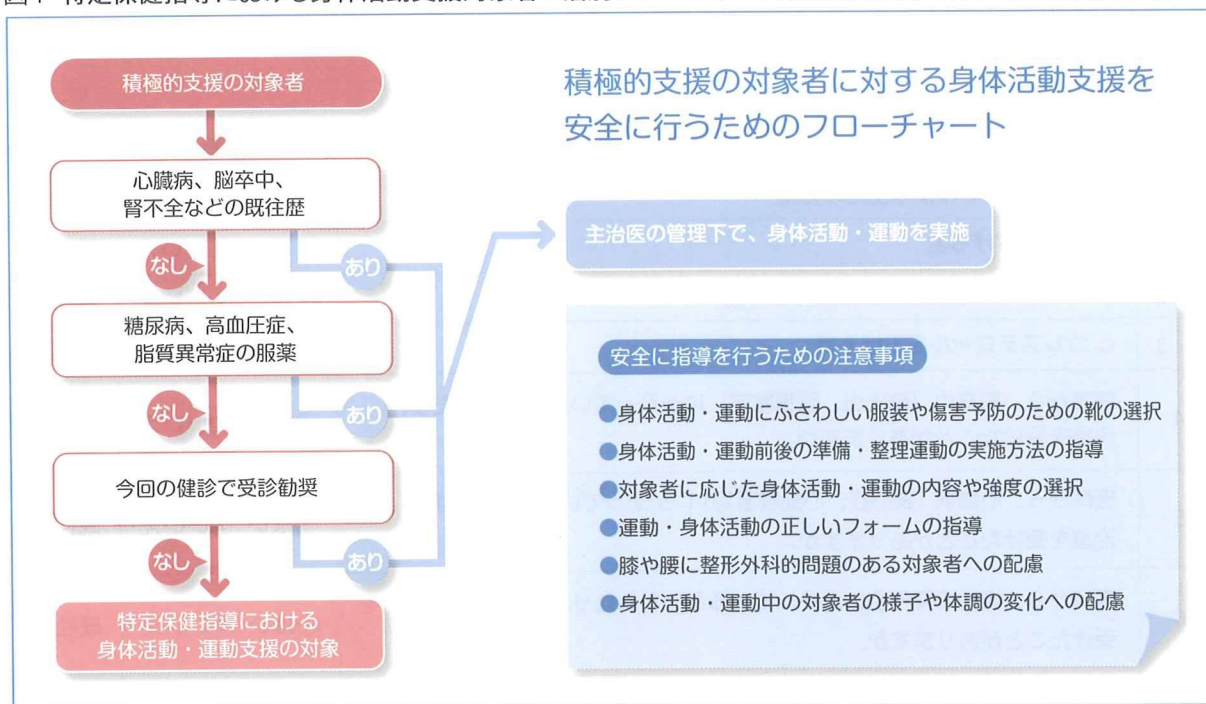 積極的支援の対象者
積極的支援の対象者に対する身体活動支援を
安全に行うためのフローチャート
心臓病、脳卒中、
腎不全などの既往歴
主治医の管理下で、身体活動・運動を実施
なし
あり
糖尿病、高血圧症、
脂質異常症の服薬
なし
あり
今回の健診で受診勧奨
なし
あり
特定保健指導における
身体活動・運動支援の対象
安全に指導を行うための注意事項
●身体活動・運動にふさわしい服装や傷害予防のための靴の選択
●身体活動・運動前後の準備・整理運動の実施方法の指導
●対象者に応じた身体活動・運動の内容や強度の選択
●運動・身体活動の正しいフォームの指導
●膝や腰に整形外科的問題のある対象者への配慮
●身体活動・運動中の対象者の様子や体調の変化への配慮